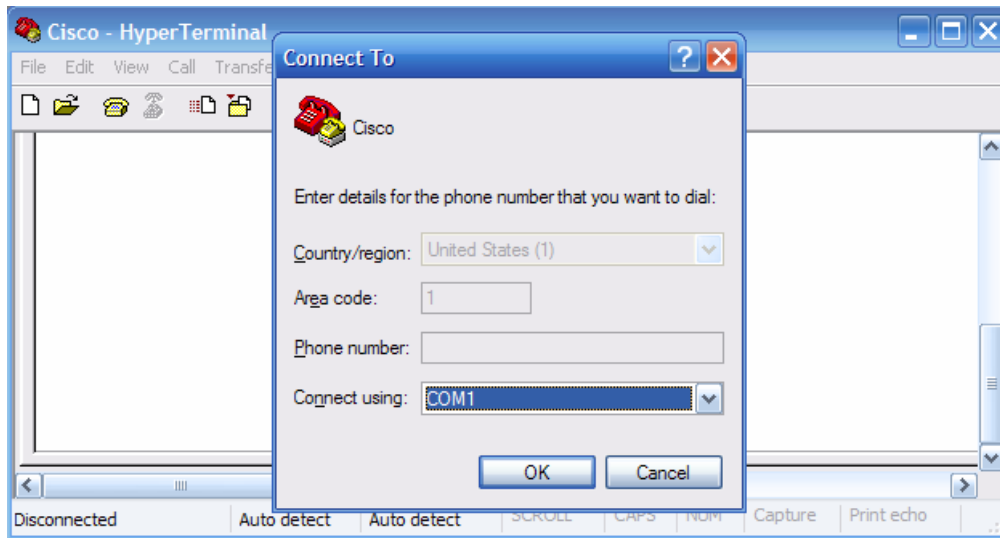 Cisco - HyperTerminal
File Edit View Call Transfe
Connect To
Cisco
Enter details for the phone number that you want to dial:
Country/region: United States (1)
Area code: 1
Phone number:
Connect using: COM1
OK Cancel
Disconnected Auto detect Auto detect SCROLL CAPS NUM Capture Print echo